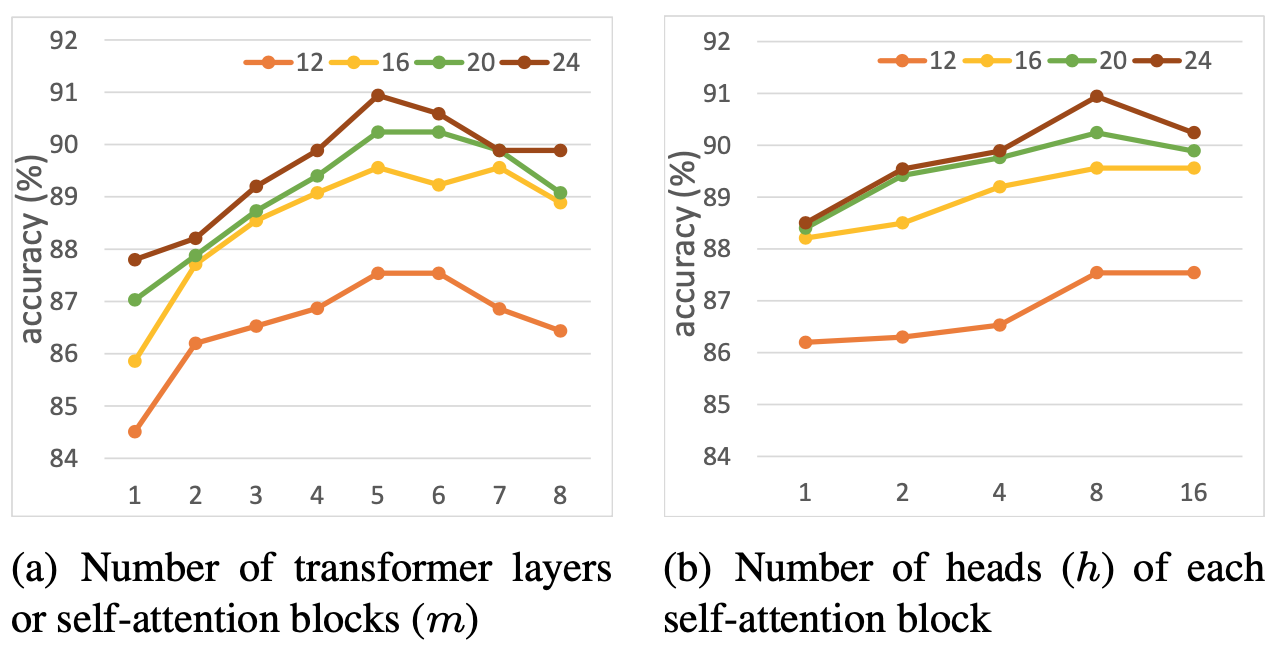 92
91
90
89
88
87
86
85
84
accuracy (%)
12 16 20 24
1 2 3 4 5 6 7 8
92
91
90
89
88
87
86
85
84
accuracy (%)
12 16 20 24
1 2 4 8 16
(a) Number of transformer layers
or self-attention blocks (m)
(b) Number of heads (h) of each
self-attention block